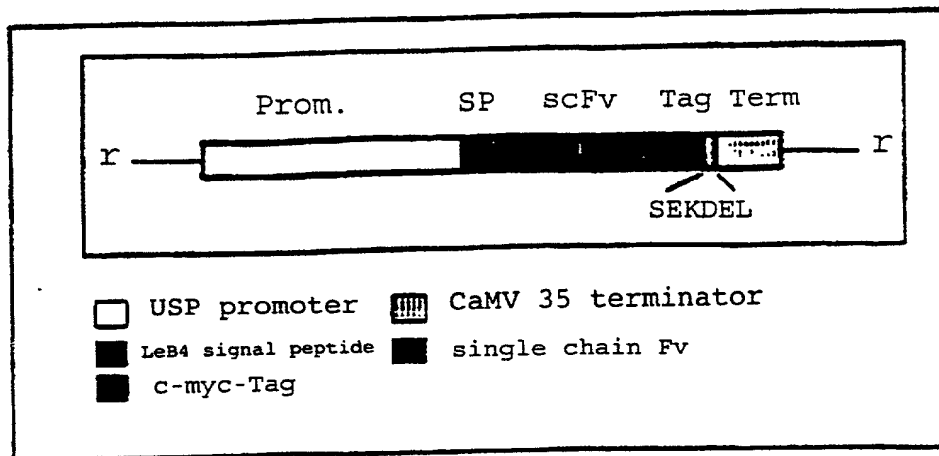 Prom. SP scFv Tag Term
r r
SEKDEL
USP promoter CaMV 35 terminator
LeB4 signal peptide single chain Fv
c-myc-Tag